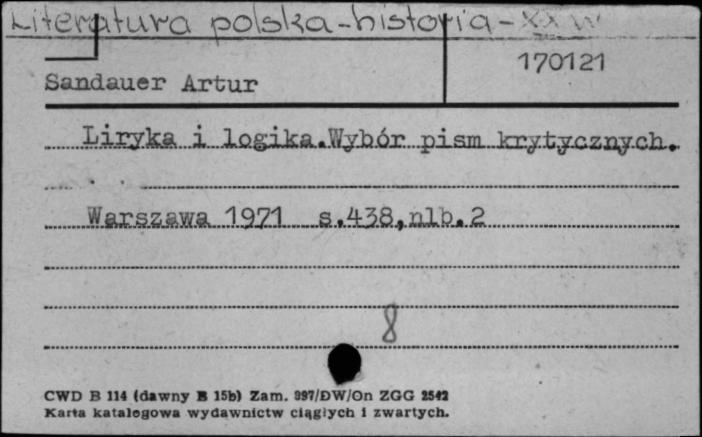 Literatura polska-historia-XX w
170121
Sandauer Artur
Liryka i logika.Wybór pism krytycznych.
Warszawa 1971 s.438,nlb.2
8
CWD B 114 (dawny B 15b) Zam. 997/DW/On ZGG 2542
Karta katalogowa wydawnictw ciągłych i zwartych.